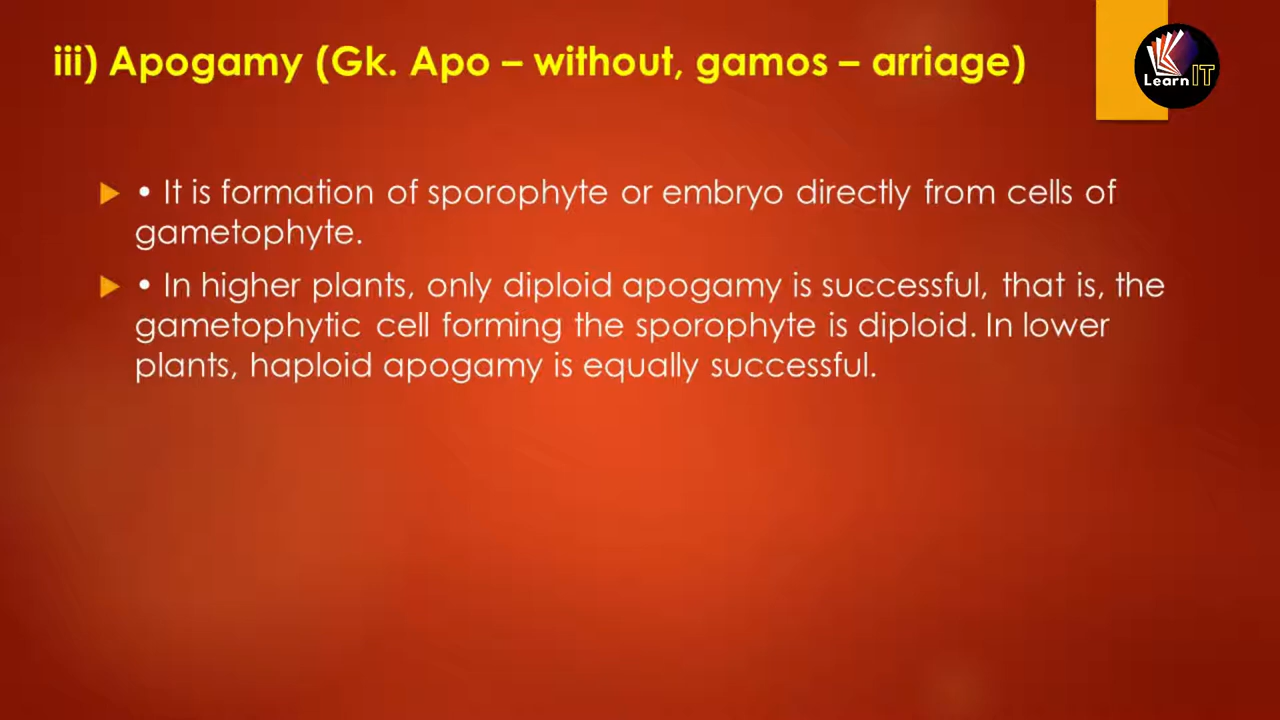 iii) Apogamy (Gk. Apo – without, gamos – arriage)
Learn IT
• It is formation of sporophyte or embryo directly from cells of
gametophyte.
• In higher plants, only diploid apogamy is successful, that is, the
gametophytic cell forming the sporophyte is diploid. In lower
plants, haploid apogamy is equally successful.